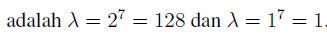 adalah λ = 2⁷ = 128 dan λ = 1⁷ = 1.